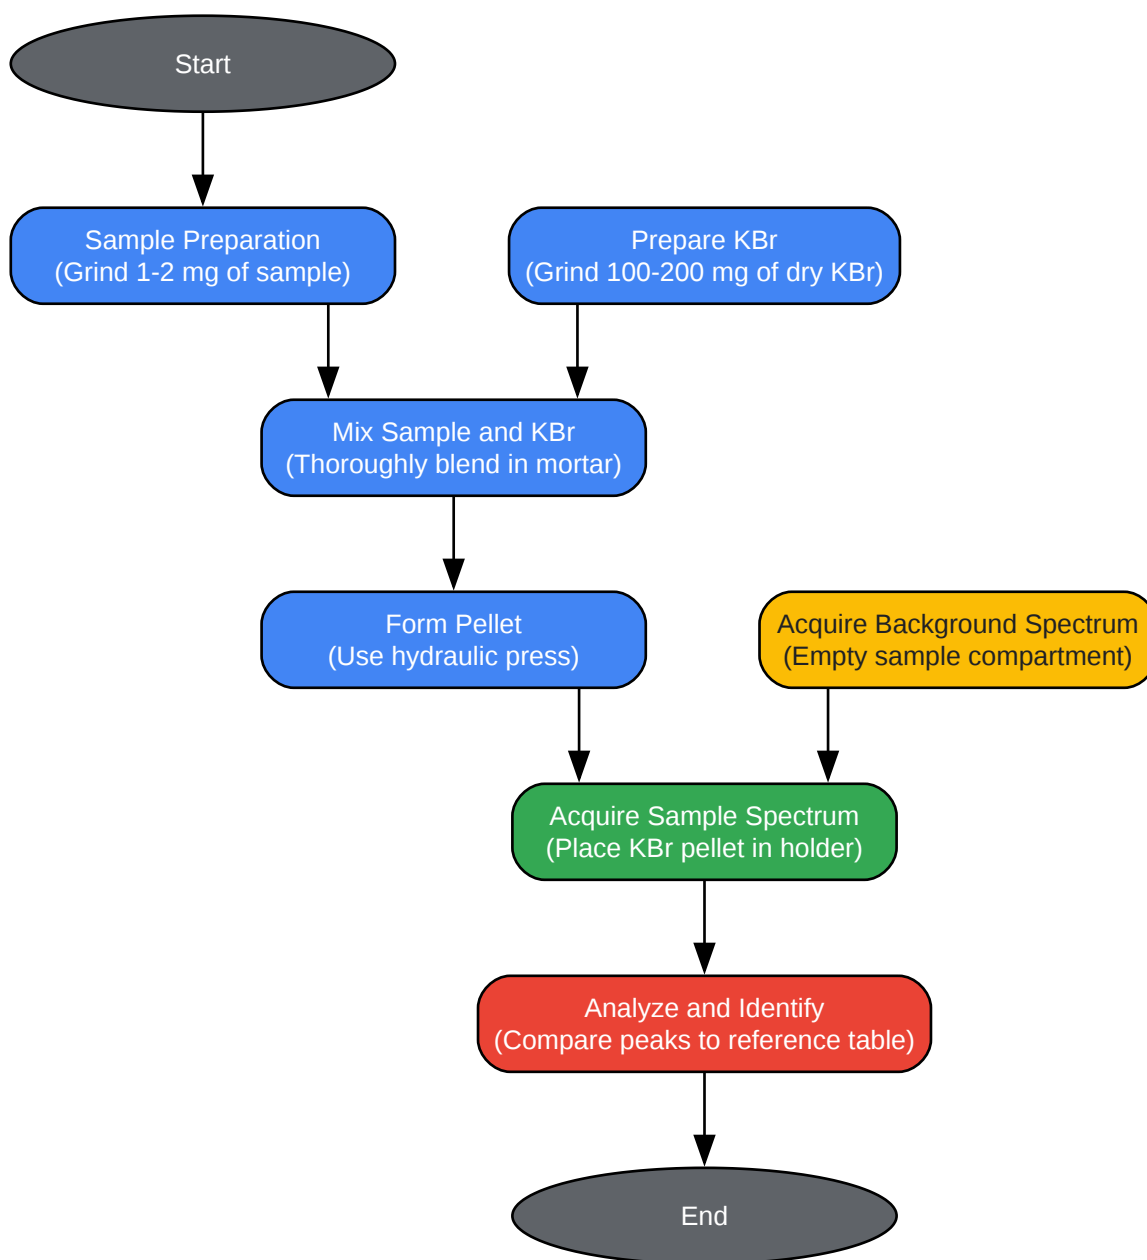 Start
Sample Preparation
(Grind 1-2 mg of sample)
Prepare KBr
(Grind 100-200 mg of dry KBr)
Mix Sample and KBr
(Thoroughly blend in mortar)
Form Pellet
(Use hydraulic press)
Acquire Background Spectrum
(Empty sample compartment)
Acquire Sample Spectrum
(Place KBr pellet in holder)
Analyze and Identify
(Compare peaks to reference table)
End